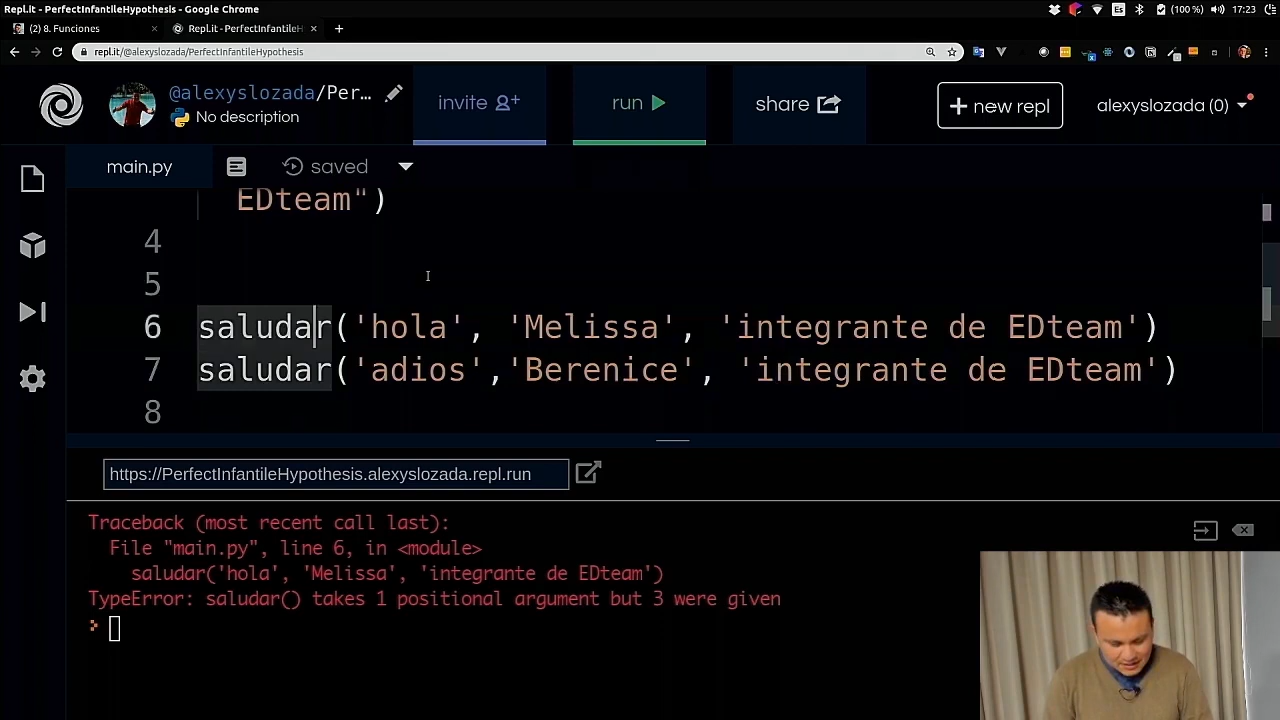 Repl.it - PerfectInfantileHypothesis - Google Chrome
Es
(100 %)
17:23
(2) 8. Funciones
×
Repl.it - PerfectInfantileH
×
+
repl.it/@alexyslozada/PerfectInfantileHypothesis
@alexyslozada/Per...
No description
invite
run
share
+ new repl
alexyslozada (0)
main.py
saved
EDteam")
4
5
6 saludar('hola', 'Melissa', 'integrante de EDteam')
7 saludar('adios','Berenice', 'integrante de EDteam')
8
https://PerfectInfantileHypothesis.alexyslozada.repl.run
Traceback (most recent call last):
File "main.py", line 6, in <module>
saludar('hola', 'Melissa', 'integrante de EDteam')
TypeError: saludar() takes 1 positional argument but 3 were given